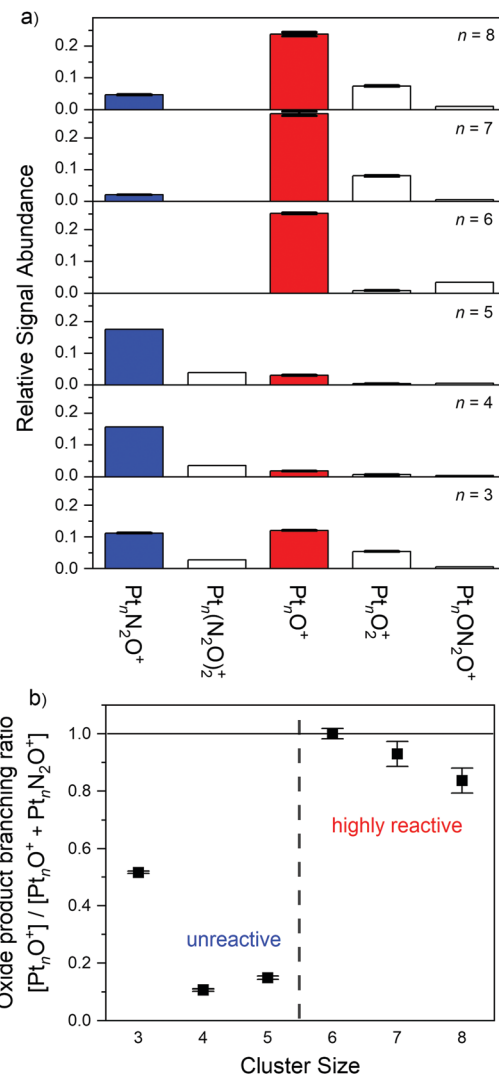 a)
Relative Signal Abundance
0.2
0.1
0.0
n = 8
0.2
0.1
0.0
n = 7
0.2
0.1
0.0
n = 6
0.2
0.1
0.0
n = 5
0.2
0.1
0.0
n = 4
0.2
0.1
0.0
n = 3
PtₙN₂O⁺
Ptₙ(N₂O)₂⁺
PtₙO⁺
PtₙO₂⁺
PtₙON₂O⁺
b)
Oxide product branching ratio
[PtₙO⁺] / [PtₙO⁺ + PtₙN₂O⁺]
1.0
0.8
0.6
0.4
0.2
0.0
highly reactive
unreactive
3 4 5 6 7 8
Cluster Size